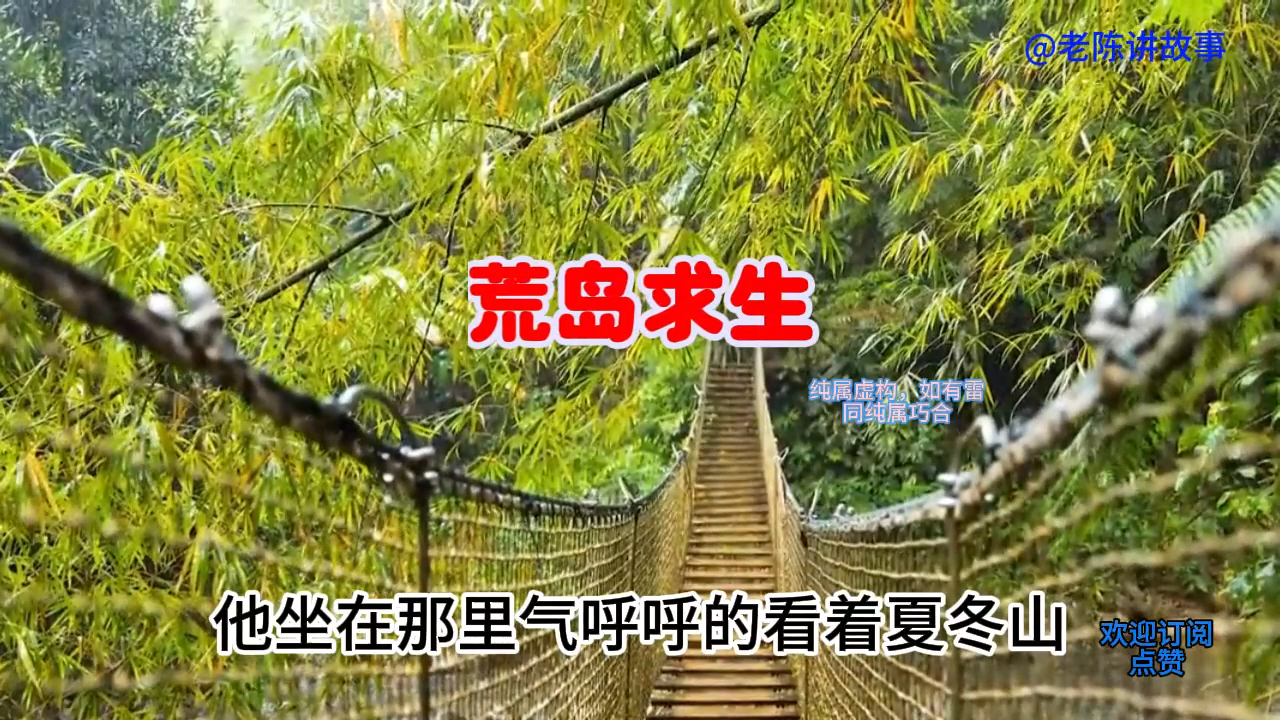 @老陈讲故事
荒岛求生
纯属虚构，如有雷
同纯属巧合
他坐在那里气呼呼的看着夏冬山
欢迎订阅
点赞